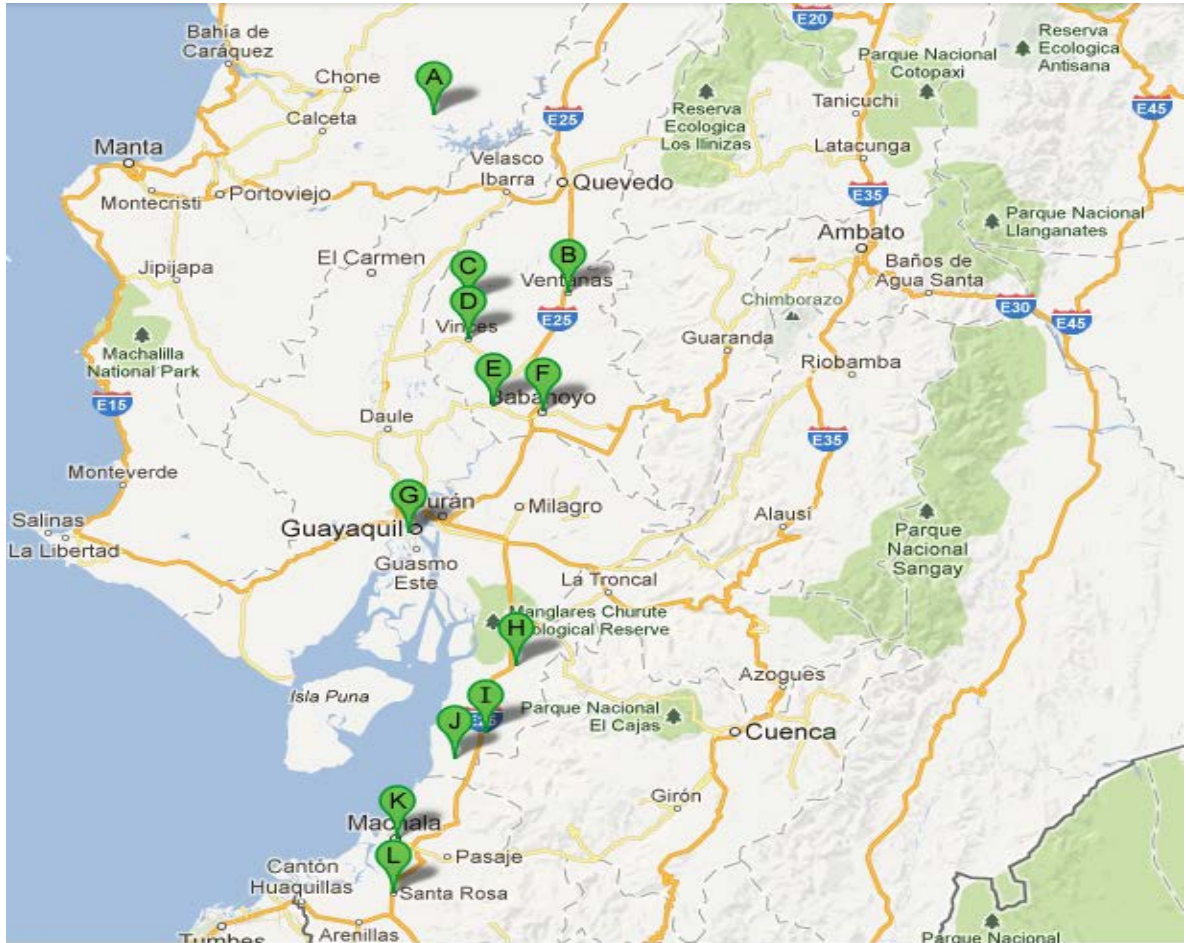 Bahía de
Caráquez
Chone
Calceta
A
Manta
Montecristi
Portoviejo
Jipijapa
El Carmen
Velasco
Ibarra
Quevedo
E25
E20
Reserva
Ecologica
Los Ilinizas
Parque Nacional
Cotopaxi
Reserva
Ecologica
Antisana
Tanicuchi
Latacunga
E45
E35
Parque Nacional
Llanganates
Ambato
Baños de
Agua Santa
E30
E45
Chimborazo
Guaranda
Riobamba
C
B
Ventanas
D
Vinces
E25
Machalilla
National Park
E15
E
F
Babahoyo
Daule
E35
Monteverde
Salinas
La Libertad
G
Durán
Guayaquil
Guasmo
Este
Milagro
Alausí
La Troncal
Parque
Nacional
Sangay
Manglares Churute
Ecological Reserve
H
Isla Puna
Azogues
I
J
Parque Nacional
El Cajas
Cuenca
K
Machala
Girón
L
Pasaje
Cantón
Huaquillas
Santa Rosa
Tumbes
Arenillas
Parque
Nacional